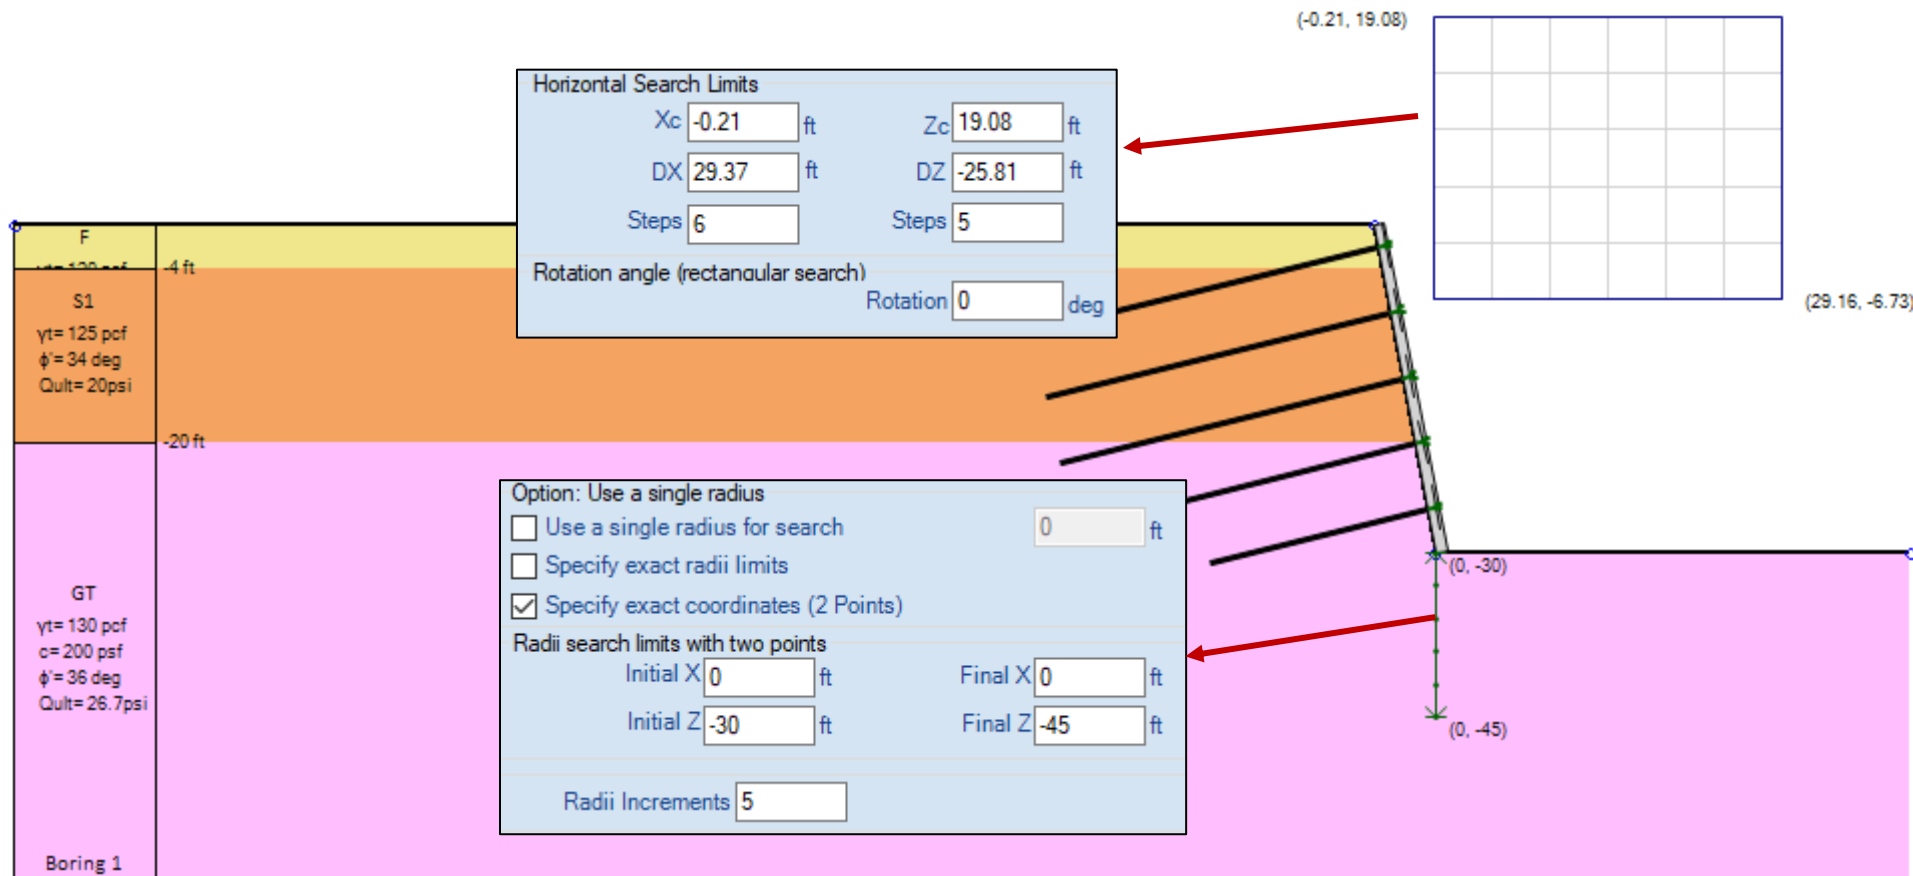 (-0.21, 19.08)
Horizontal Search Limits
Xc -0.21 ft Zc 19.08 ft
DX 29.37 ft DZ -25.81 ft
Steps 6 Steps 5
Rotation angle (rectangular search)
Rotation 0 deg
(29.16, -6.73)
F
-4 ft
S1
γt= 125 pcf
ϕ'= 34 deg
Qult= 20psi
-20 ft
Option: Use a single radius
Use a single radius for search 0 ft
Specify exact radii limits
Specify exact coordinates (2 Points)
Radii search limits with two points
Initial X 0 ft Final X 0 ft
Initial Z -30 ft Final Z -45 ft
Radii Increments 5
(0, -30)
(0, -45)
GT
γt= 130 pcf
c= 200 psf
ϕ'= 36 deg
Qult= 26.7psi
Boring 1